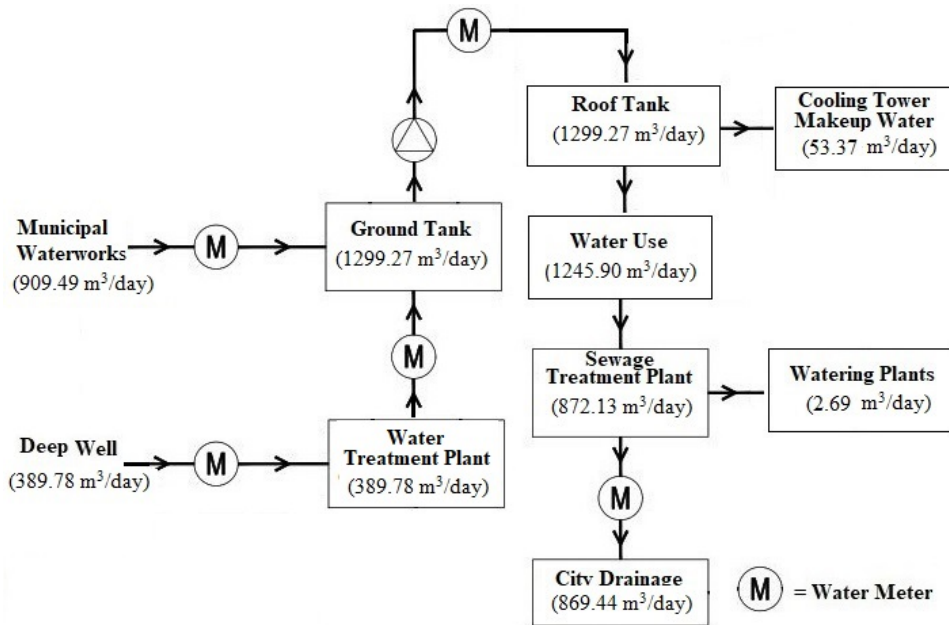 M
Roof Tank
(1299.27 m³/day)
Cooling Tower
Makeup Water
(53.37 m³/day)
Municipal
Waterworks
(909.49 m³/day)
M
Ground Tank
(1299.27 m³/day)
Water Use
(1245.90 m³/day)
M
Sewage
Treatment Plant
(872.13 m³/day)
Watering Plants
(2.69 m³/day)
Deep Well
(389.78 m³/day)
M
Water
Treatment Plant
(389.78 m³/day)
M
City Drainage
(869.44 m³/day)
M = Water Meter